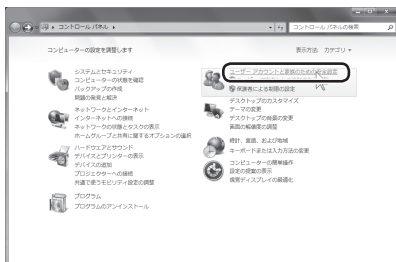 コントロール パネル
コントロール パネルの検索
コンピューターの設定を調整します
表示方法: カテゴリ
システムとセキュリティ
コンピューターの状態を確認
バックアップの作成
問題の発見と解決
ネットワークとインターネット
インターネットへの接続
ネットワークの状態とタスクの表示
ホームグループと共有に関するオプションの選択
ハードウェアとサウンド
デバイスとプリンターの表示
デバイスの追加
プロジェクターへの接続
共通で使うモビリティ設定の調整
プログラム
プログラムのアンインストール
ユーザー アカウントと家族のための安全設定
保護者による制限の設定
デスクトップのカスタマイズ
テーマの変更
デスクトップの背景の変更
画面の解像度の調整
時計、言語、および地域
キーボードまたは入力方法の変更
コンピューターの簡単操作
設定の提案の表示
視覚ディスプレイの最適化